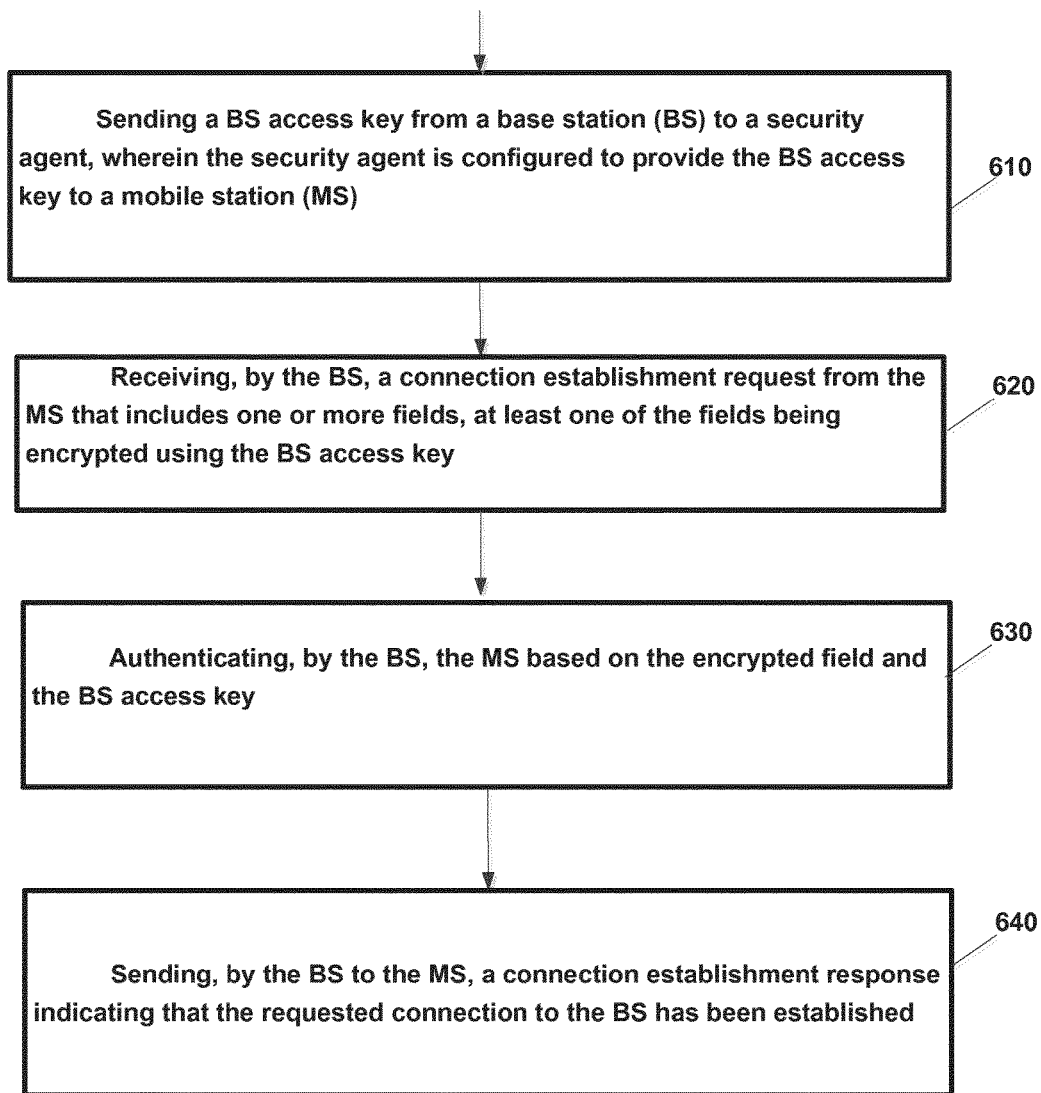 Sending a BS access key from a base station (BS) to a security
agent, wherein the security agent is configured to provide the BS access
key to a mobile station (MS)
610
Receiving, by the BS, a connection establishment request from the
MS that includes one or more fields, at least one of the fields being
encrypted using the BS access key
620
Authenticating, by the BS, the MS based on the encrypted field and
the BS access key
630
Sending, by the BS to the MS, a connection establishment response
indicating that the requested connection to the BS has been established
640